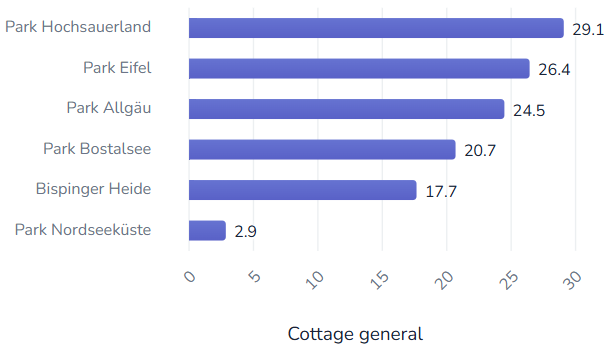 Park Hochsauerland 29.1
Park Eifel 26.4
Park Allgäu 24.5
Park Bostalsee 20.7
Bispinger Heide 17.7
Park Nordseeküste 2.9
0 5 10 15 20 25 30
Cottage general